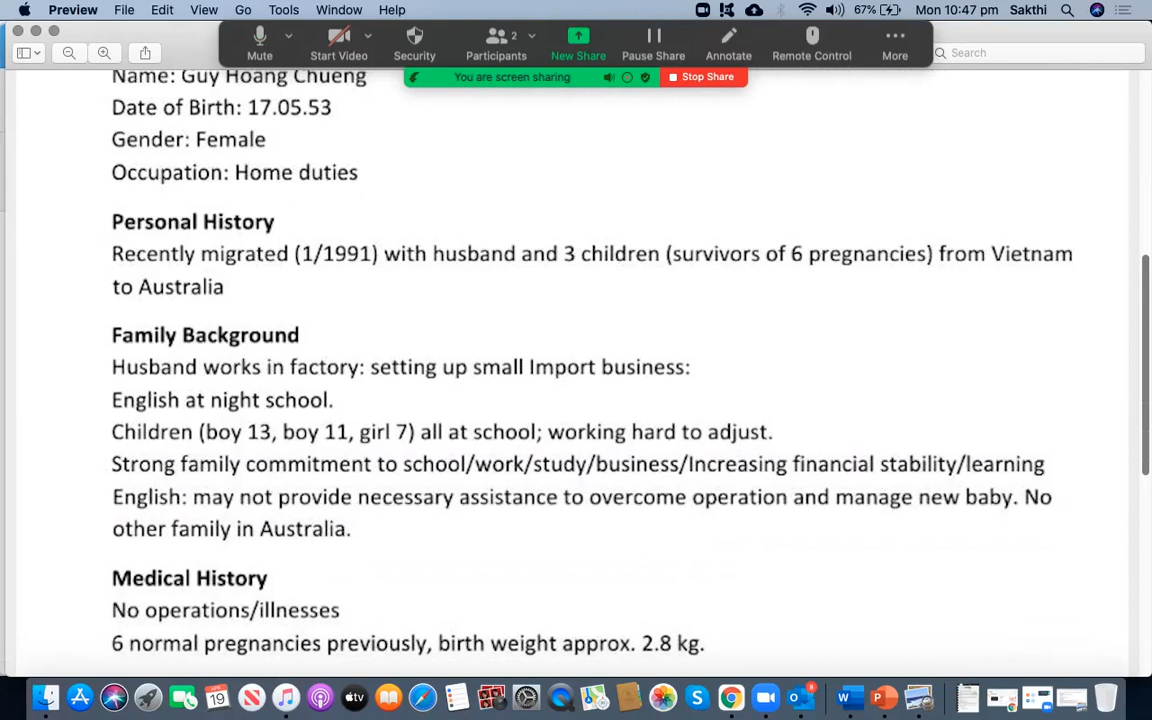 Preview File Edit View Go Tools Window Help 67% Mon 10:47 pm Sakthi
Mute Start Video Security Participants 2 New Share Pause Share Annotate Remote Control More Search
You are screen sharing Stop Share
Name: Guy Hoang Chueng
Date of Birth: 17.05.53
Gender: Female
Occupation: Home duties
Personal History
Recently migrated (1/1991) with husband and 3 children (survivors of 6 pregnancies) from Vietnam
to Australia
Family Background
Husband works in factory: setting up small Import business:
English at night school.
Children (boy 13, boy 11, girl 7) all at school; working hard to adjust.
Strong family commitment to school/work/study/business/Increasing financial stability/learning
English: may not provide necessary assistance to overcome operation and manage new baby. No
other family in Australia.
Medical History
No operations/illnesses
6 normal pregnancies previously, birth weight approx. 2.8 kg.
APR 19 tv 8